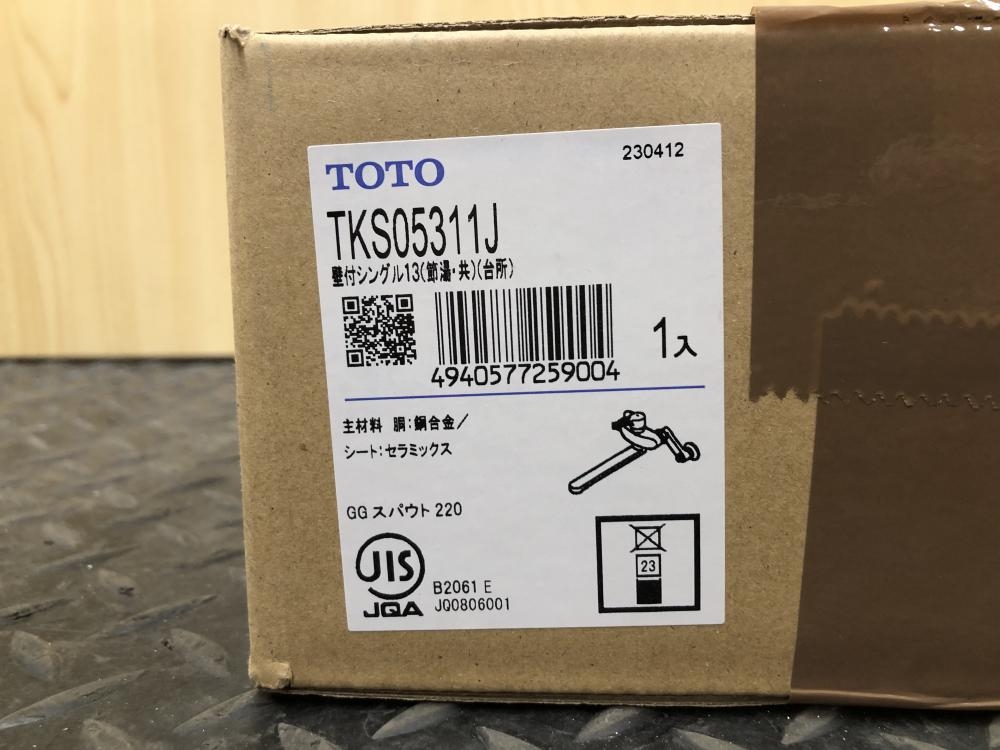 TOTO
230412
TKS05311J
壁付シングル13(節湯・共)(台所)
1入
4940577259004
主材料 胴:銅合金/
シート:セラミックス
GG スパウト 220
23
JIS
JQA
B2061 E
JQ0806001